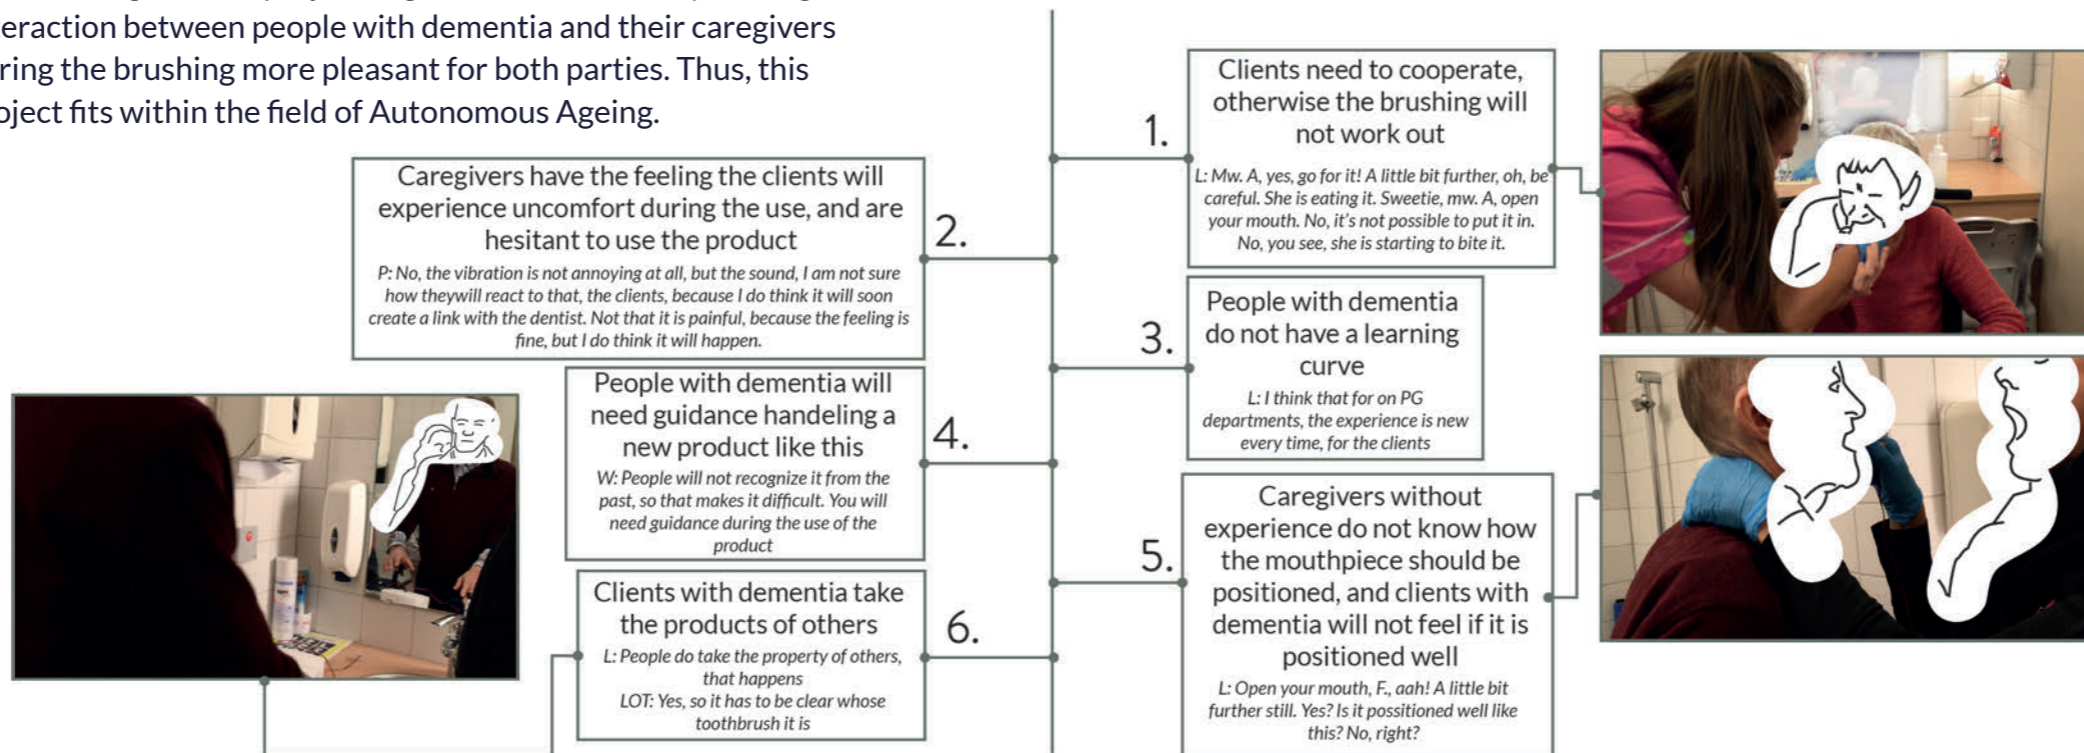 teraction between people with dementia and their caregivers
ring the brushing more pleasant for both parties. Thus, this
oject fits within the field of Autonomous Ageing.
1.
Clients need to cooperate,
otherwise the brushing will
not work out
L: Mw. A, yes, go for it! A little bit further, oh, be
careful. She is eating it. Sweetie, mw. A, open
your mouth. No, it's not possible to put it in.
No, you see, she is starting to bite it.
2.
Caregivers have the feeling the clients will
experience uncomfort during the use, and are
hesitant to use the product
P: No, the vibration is not annoying at all, but the sound, I am not sure
how theywill react to that, the clients, because I do think it will soon
create a link with the dentist. Not that it is painful, because the feeling is
fine, but I do think it will happen.
3.
People with dementia
do not have a learning
curve
L: I think that for on PG
departments, the experience is new
every time, for the clients
4.
People with dementia will
need guidance handeling a
new product like this
W: People will not recognize it from the
past, so that makes it difficult. You will
need guidance during the use of the
product
5.
Caregivers without
experience do not know how
the mouthpiece should be
positioned, and clients with
dementia will not feel if it is
positioned well
L: Open your mouth, F., aah! A little bit
further still. Yes? Is it possitioned well like
this? No, right?
6.
Clients with dementia take
the products of others
L: People do take the property of others,
that happens
LOT: Yes, so it has to be clear whose
toothbrush it is